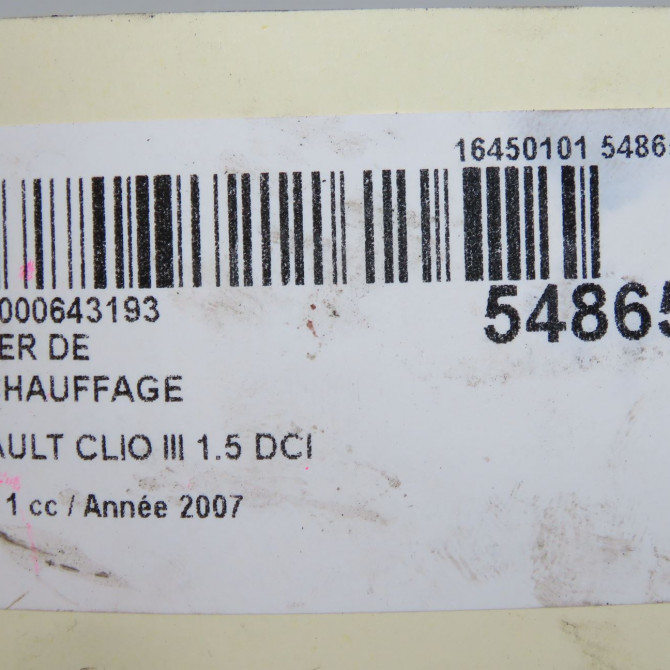 16450101 5486
000643193
54865
ER DE
HAUFFAGE
AULT CLIO III 1.5 DCI
1 cc / Année 2007